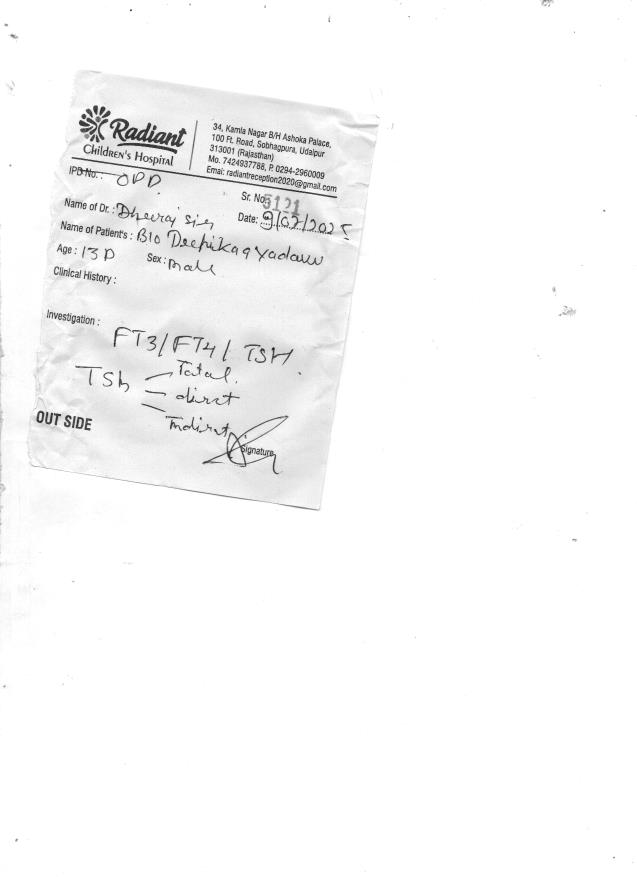 Radiant
Children's Hospital
34, Kamla Nagar B/H Ashoka Palace,
100 Ft. Road, Sobhagpura, Udaipur
313001 (Rajasthan)
Mo. 7424937788, P. 0294-2960009
Emai: radiantreception2020@gmail.com
IPD No.: OPD
Sr. No. 5121
Name of Dr.: Dheeraj sir
Date: 9/07/2025
Name of Patient's : B/o Deepika Yadav
Age : 13 D Sex : male
Clinical History :
Investigation :
FT3/FT4/ TSH.
Total.
TSb direct
Indirect
OUT SIDE
Signature